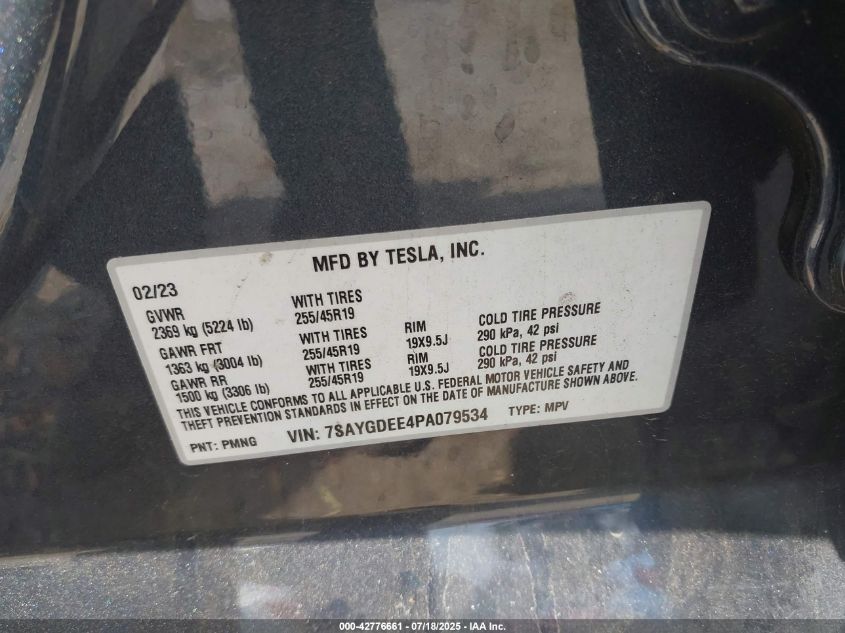 MFD BY TESLA, INC.
02/23
GVWR WITH TIRES
2369 kg (5224 lb) 255/45R19
GAWR FRT WITH TIRES RIM COLD TIRE PRESSURE
1363 kg (3004 lb) 255/45R19 19X9.5J 290 kPa, 42 psi
GAWR RR WITH TIRES RIM COLD TIRE PRESSURE
1500 kg (3306 lb) 255/45R19 19X9.5J 290 kPa, 42 psi
THIS VEHICLE CONFORMS TO ALL APPLICABLE U.S. FEDERAL MOTOR VEHICLE SAFETY AND
THEFT PREVENTION STANDARDS IN EFFECT ON THE DATE OF MANUFACTURE SHOWN ABOVE.
PNT: PMNG VIN: 7SAYGDEE4PA079534 TYPE: MPV
000-42776661 - 07/18/2025 - IAA Inc.